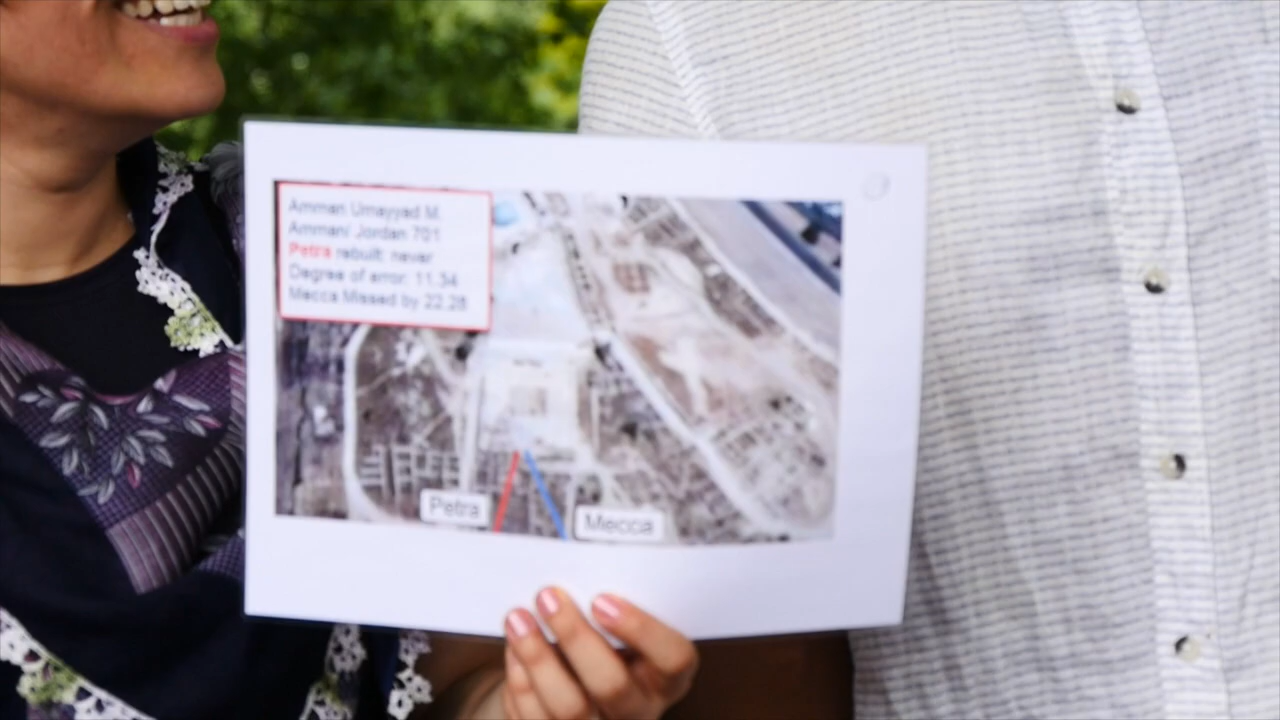 Amman Umayyad M.
Amman/ Jordan 701
Petra rebuilt: never
Degree of error: 11.54
Mecca Missed by 22.28
Petra
Mecca